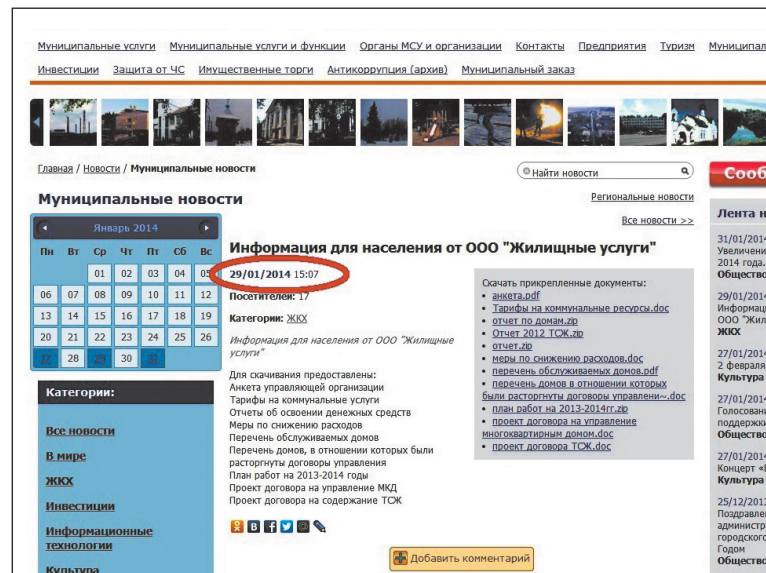 Муниципальные услуги Муниципальные услуги и функции Органы МСУ и организации Контакты Предприятия Туризм Муниципал
Инвестиции Защита от ЧС Имущественные торги Антикоррупция (архив) Муниципальный заказ
Главная / Новости / Муниципальные новости
Найти новости
Сооб
Муниципальные новости
Региональные новости
Все новости >>
Январь 2014
Пн Вт Ср Чт Пт Сб Вс
01 02 03 04 05
06 07 08 09 10 11 12
13 14 15 16 17 18 19
20 21 22 23 24 25 26
27 28 29 30 31
Категории:
Все новости
В мире
ЖКХ
Инвестиции
Информационные
технологии
Культура
Информация для населения от ООО "Жилищные услуги"
29/01/2014 15:07
Посетителей: 17
Категории: ЖКХ
Информация для населения от ООО "Жилищные
услуги"
Для скачивания предоставлены:
Анкета управляющей организации
Тарифы на коммунальные услуги
Отчеты об освоении денежных средств
Меры по снижению расходов
Перечень обслуживаемых домов
Перечень домов, в отношении которых были
расторгнуты договоры управления
План работ на 2013-2014 годы
Проект договора на управление МКД
Проект договора на содержание ТСЖ
Скачать прикрепленные документы:
• анкета.pdf
• Тарифы на коммунальные ресурсы.doc
• отчет по домам.zip
• Отчет 2012 ТСЖ.zip
• отчет.zip
• меры по снижению расходов.doc
• перечень обслуживаемых домов.pdf
• перечень домов в отношении которых
были расторгнуты договоры управлени~.doc
• план работ на 2013-2014гг.zip
• проект договора на управление
многоквартирным домом.doc
• проект договора ТСЖ.doc
Добавить комментарий
Лента н
31/01/2014
Увеличени
2014 года.
Обществo
29/01/2014
Информац
ООО "Жил
ЖКХ
27/01/2014
2 февраля
Культура
27/01/2014
Голосовани
поддержки
Общество
27/01/2014
Концерт «
Культура
25/12/2013
Поздравле
администр
городского
Годом
Общество